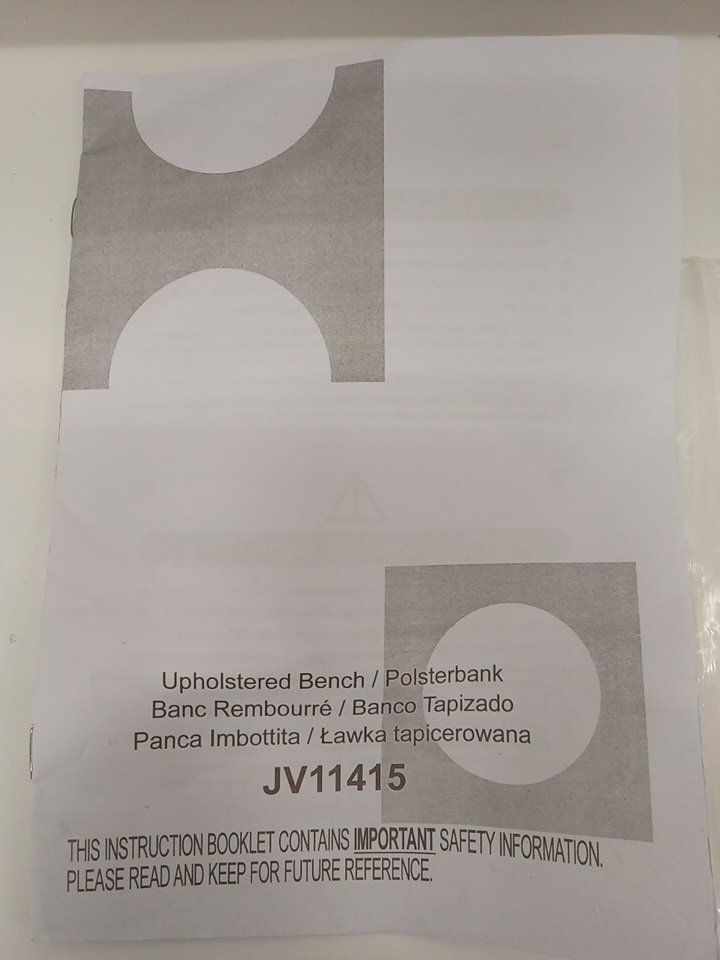 Upholstered Bench / Polsterbank
Banc Rembourré / Banco Tapizado
Panca Imbottita / Ławka tapicerowana
JV11415
THIS INSTRUCTION BOOKLET CONTAINS IMPORTANT SAFETY INFORMATION.
PLEASE READ AND KEEP FOR FUTURE REFERENCE.